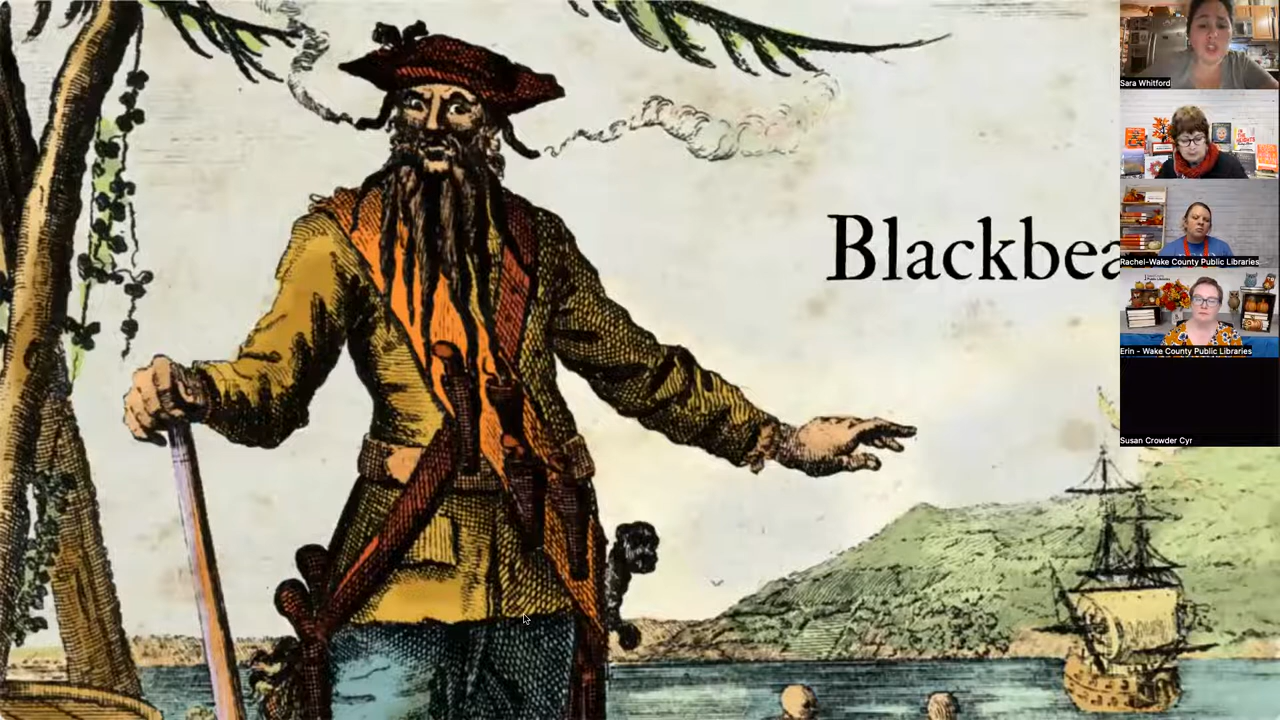 Blackbea
Sara Whitford
Rachel-Wake County Public Libraries
Erin - Wake County Public Libraries
Susan Crowder Cyr